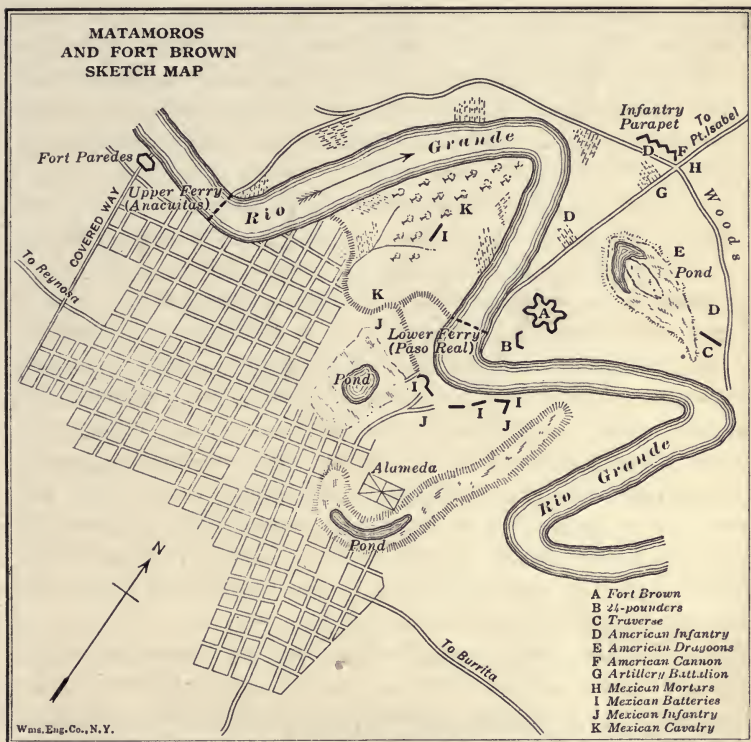 MATAMOROS
AND FORT BROWN
SKETCH MAP
Infantry
Parapet
To
Pt. Isabel
D
F
H
G
Woods
Fort Paredes
Upper Ferry
(Anacuitas)
COVERED WAY
Rio Grande
K
I
D
E
Pond
D
C
To Reynosa
K
J
A
B
Lower Ferry
(Paso Real)
Pond
I
I
I
J
J
Alameda
Pond
Rio Grande
N
To Burrita
A Fort Brown
B 24-pounders
C Traverse
D American Infantry
E American Dragoons
F American Cannon
G Artillery Battalion
H Mexican Mortars
I Mexican Batteries
J Mexican Infantry
K Mexican Cavalry
Wms. Eng. Co., N. Y.